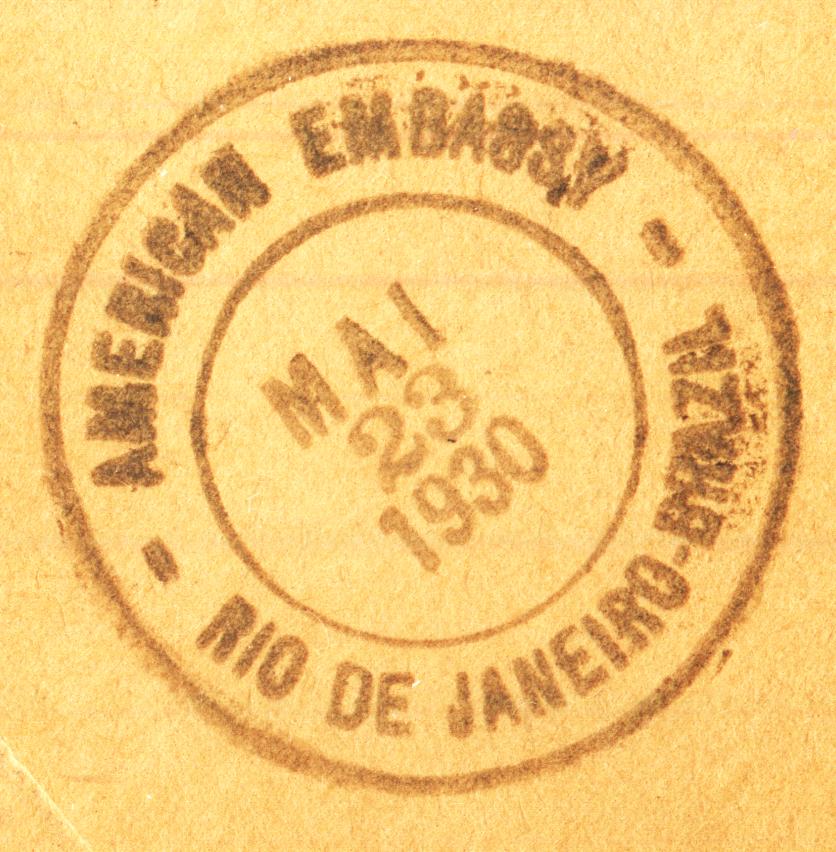 AMERICAN EMBASSY -
RIO DE JANEIRO-BRAZIL -
MAI
23
1930